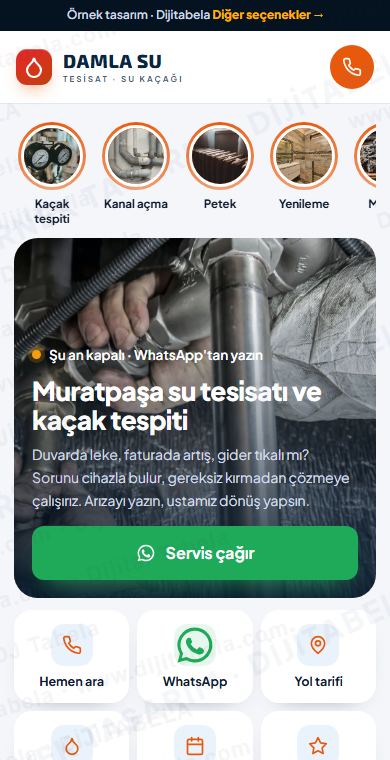 Örnek tasarım · Dijitabela Diğer seçenekler →
DAMLA SU
TESİSAT · SU KAÇAĞI
Kaçak tespiti
Kanal açma
Petek
Yenileme
Şu an kapalı · WhatsApp'tan yazın
Muratpaşa su tesisatı ve
kaçak tespiti
Duvarda leke, faturada artış, gider tıkalı mı?
Sorunu cihazla bulur, gereksiz kırmadan çözmeye
çalışırız. Arızayı yazın, ustamız dönüş yapsın.
Servis çağır
Hemen ara
WhatsApp
Yol tarifi